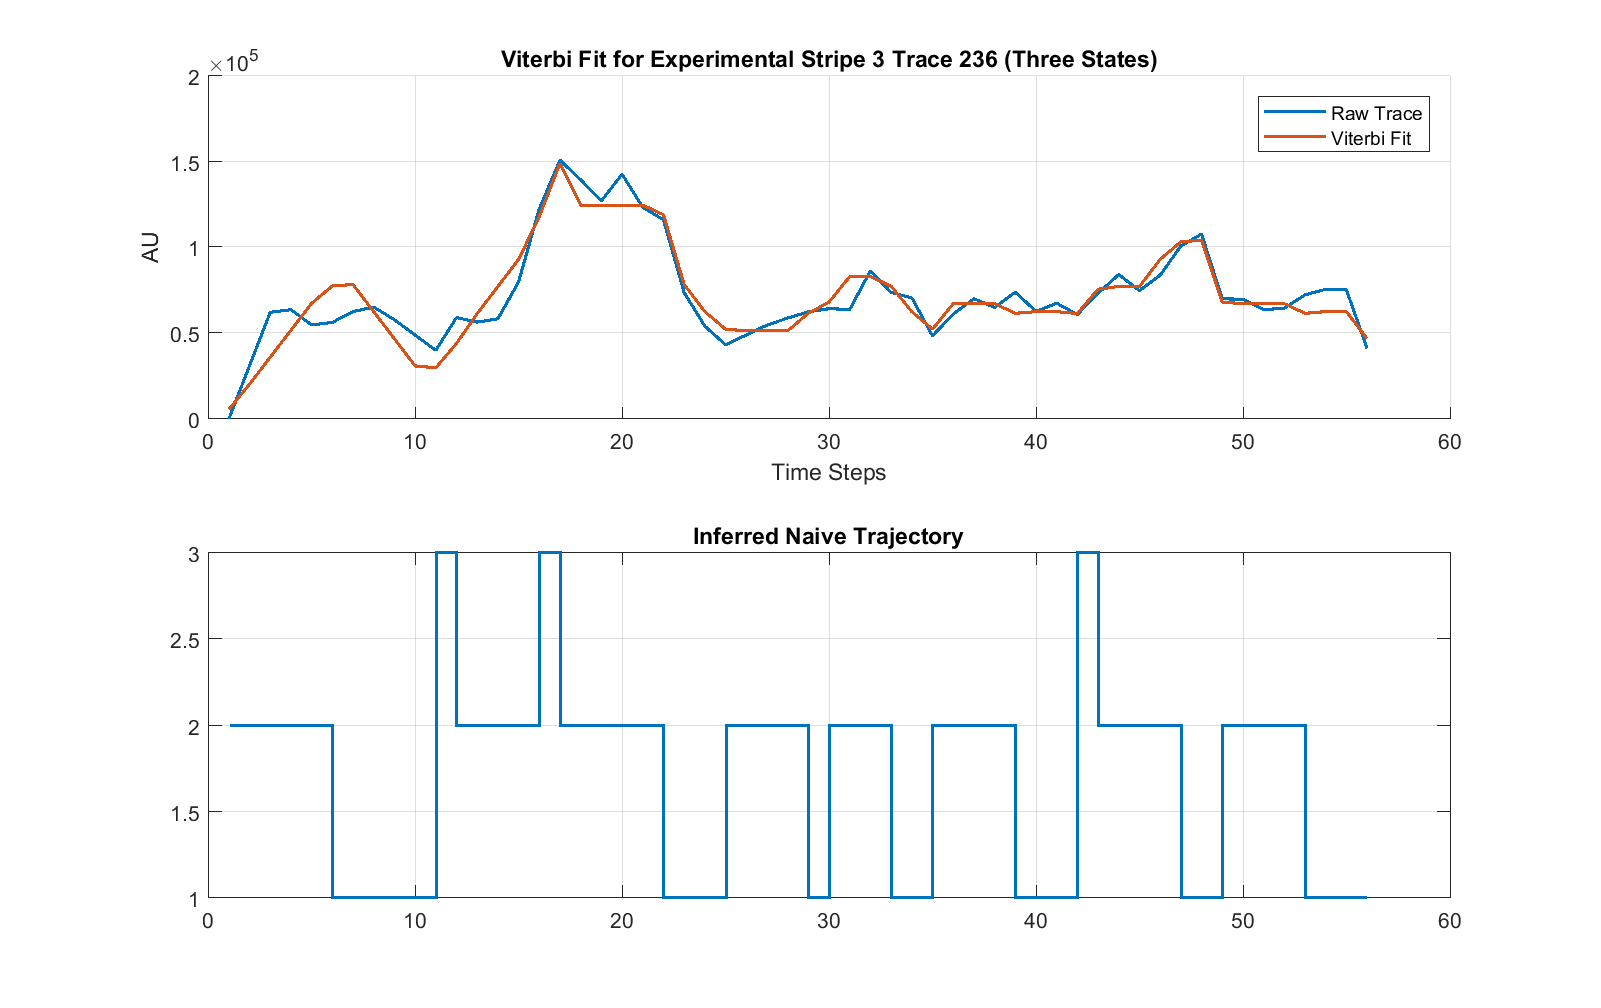 Viterbi Fit for Experimental Stripe 3 Trace 236 (Three States)
×10^5
2
1.5
1
0.5
0
AU
Raw Trace
Viterbi Fit
0 10 20 30 40 50 60
Time Steps
Inferred Naive Trajectory
3
2.5
2
1.5
1
0 10 20 30 40 50 60